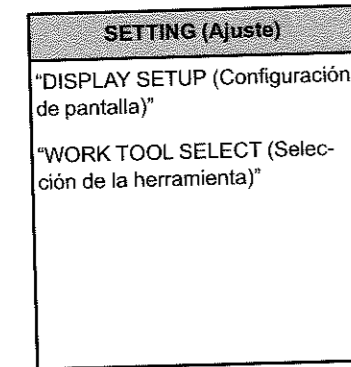 SETTING (Ajuste)
“DISPLAY SETUP (Configuración
de pantalla)”
“WORK TOOL SELECT (Selec-
ción de la herramienta)”